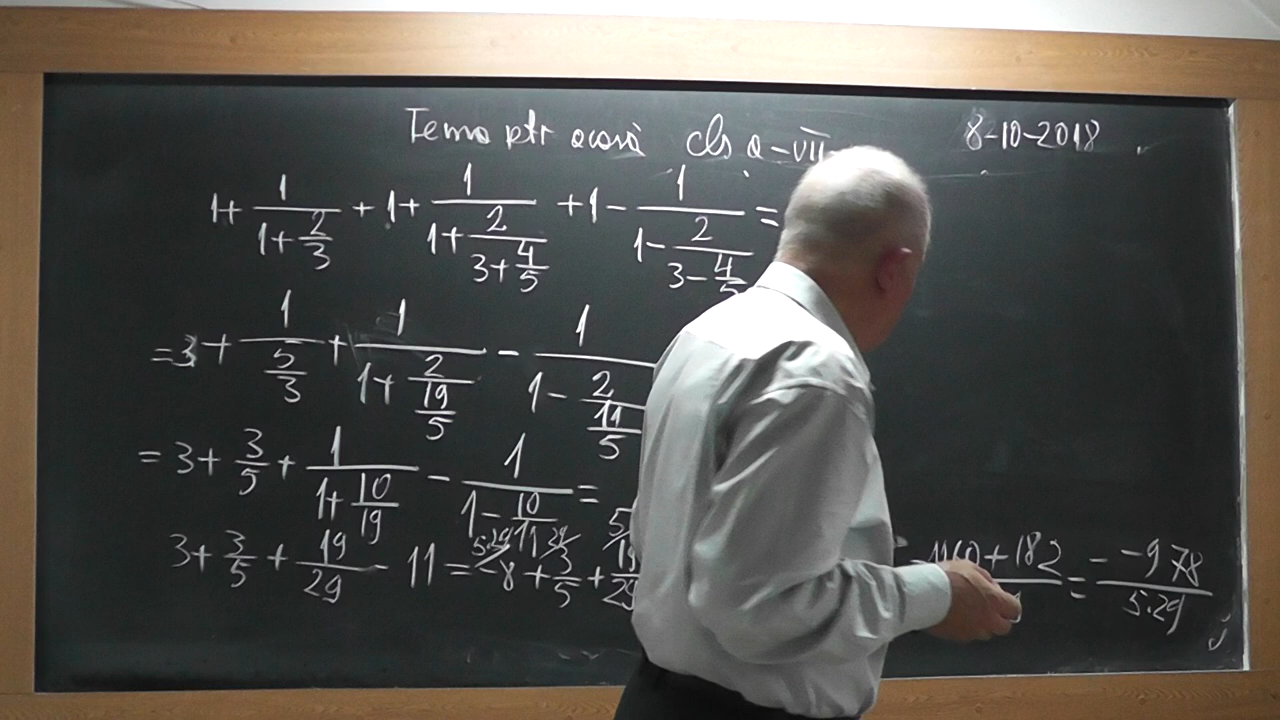 Tema ptr acasă cls a-VII- 8-10-2018
1+1/(1+2/3) + 1+1/(1+2/(3+4/5)) + 1-1/(1-2/(3-4/5)) =
=3+1/(5/3)+1/(1+2/(19/5)) - 1/(1-2/(11/5))
=3+3/5+1/(1+10/19) - 1/(1-10/11) =
3+3/5+19/29-11=-8+3/5+19/29 +182 = -978/(5·29)